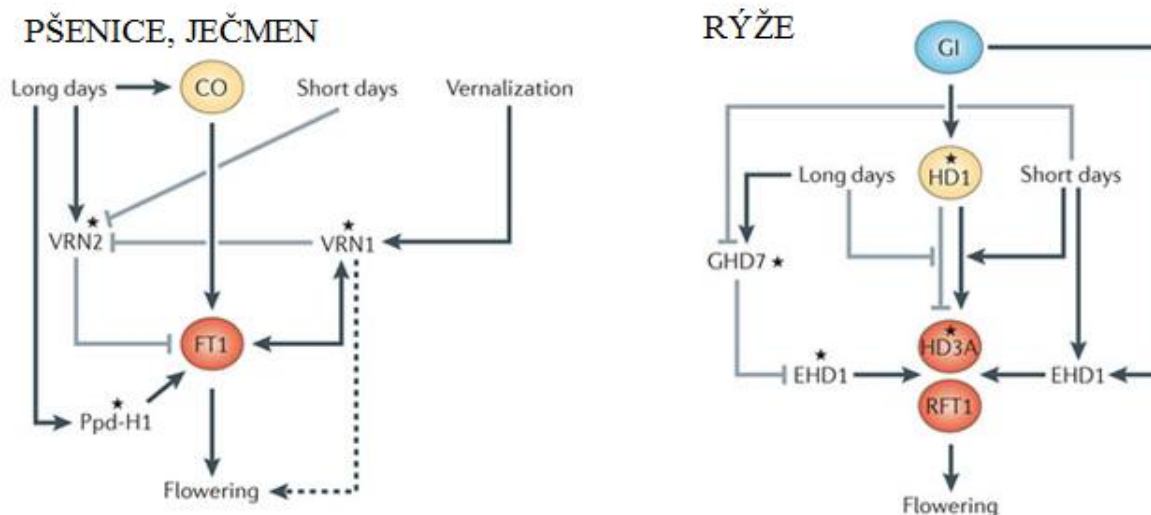 PŠENICE, JEČMEN
Long days
CO
Short days
Vernalization
VRN2
VRN1
FT1
Ppd-H1
Flowering
RÝŽE
GI
HD1
Long days
Short days
GHD7
HD3A
EHD1
EHD1
RFT1
Flowering